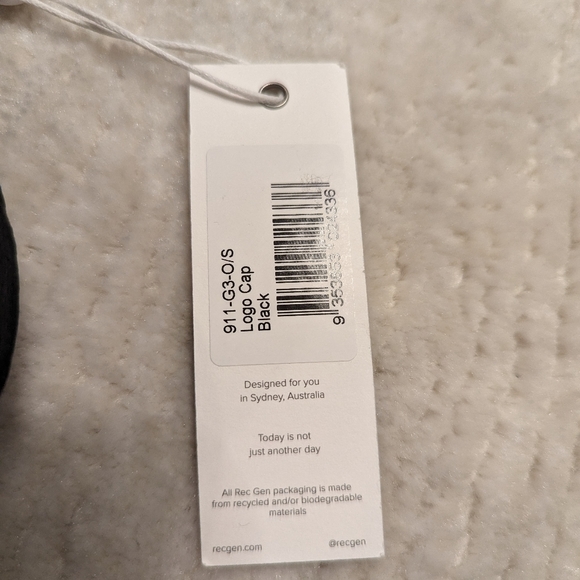 911-G3-O/S
Logo Cap
Black
Designed for you
in Sydney, Australia
Today is not
just another day
All Rec Gen packaging is made
from recycled and/or biodegradable
materials
recgen.com
@recgen